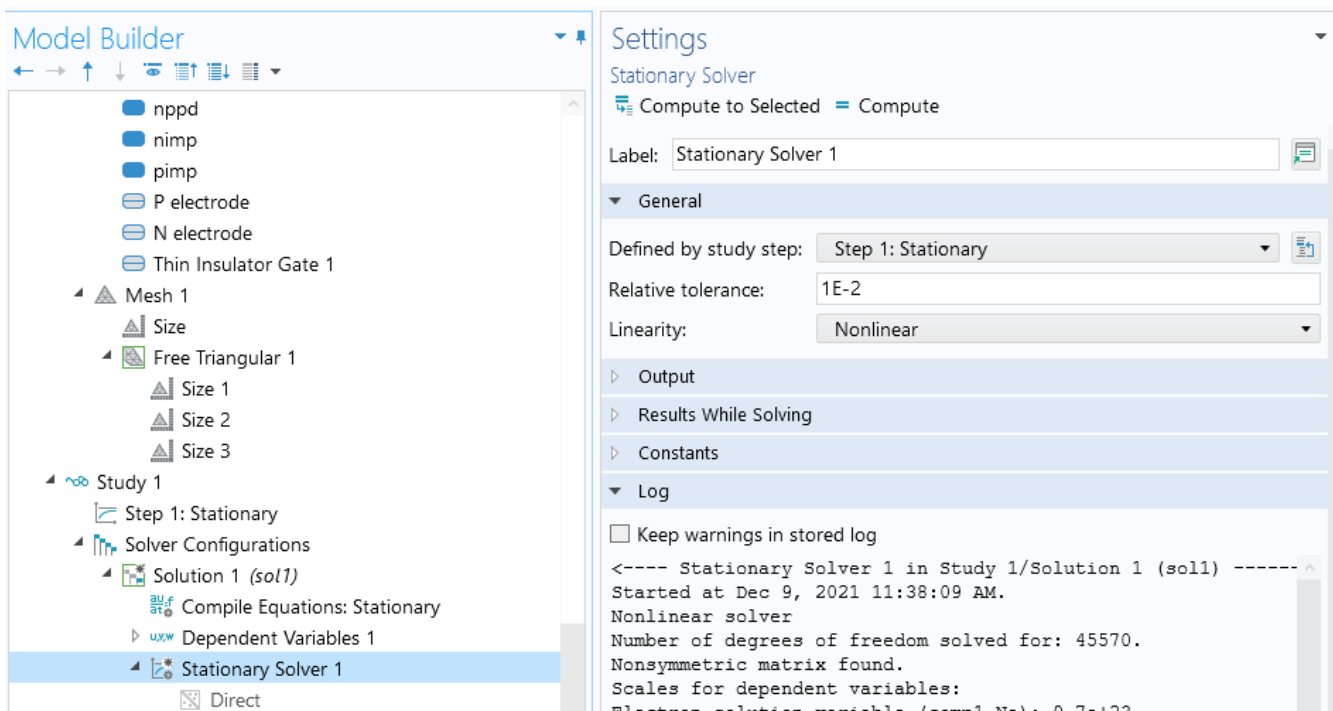 Model Builder
nppd
nimp
pimp
P electrode
N electrode
Thin Insulator Gate 1
Mesh 1
Size
Free Triangular 1
Size 1
Size 2
Size 3
Study 1
Step 1: Stationary
Solver Configurations
Solution 1 (sol1)
Compile Equations: Stationary
Dependent Variables 1
Stationary Solver 1
Direct
Settings
Stationary Solver
Compute to Selected = Compute
Label: Stationary Solver 1
General
Defined by study step: Step 1: Stationary
Relative tolerance: 1E-2
Linearity: Nonlinear
Output
Results While Solving
Constants
Log
Keep warnings in stored log
<---- Stationary Solver 1 in Study 1/Solution 1 (sol1) ------
Started at Dec 9, 2021 11:38:09 AM.
Nonlinear solver
Number of degrees of freedom solved for: 45570.
Nonsymmetric matrix found.
Scales for dependent variables: